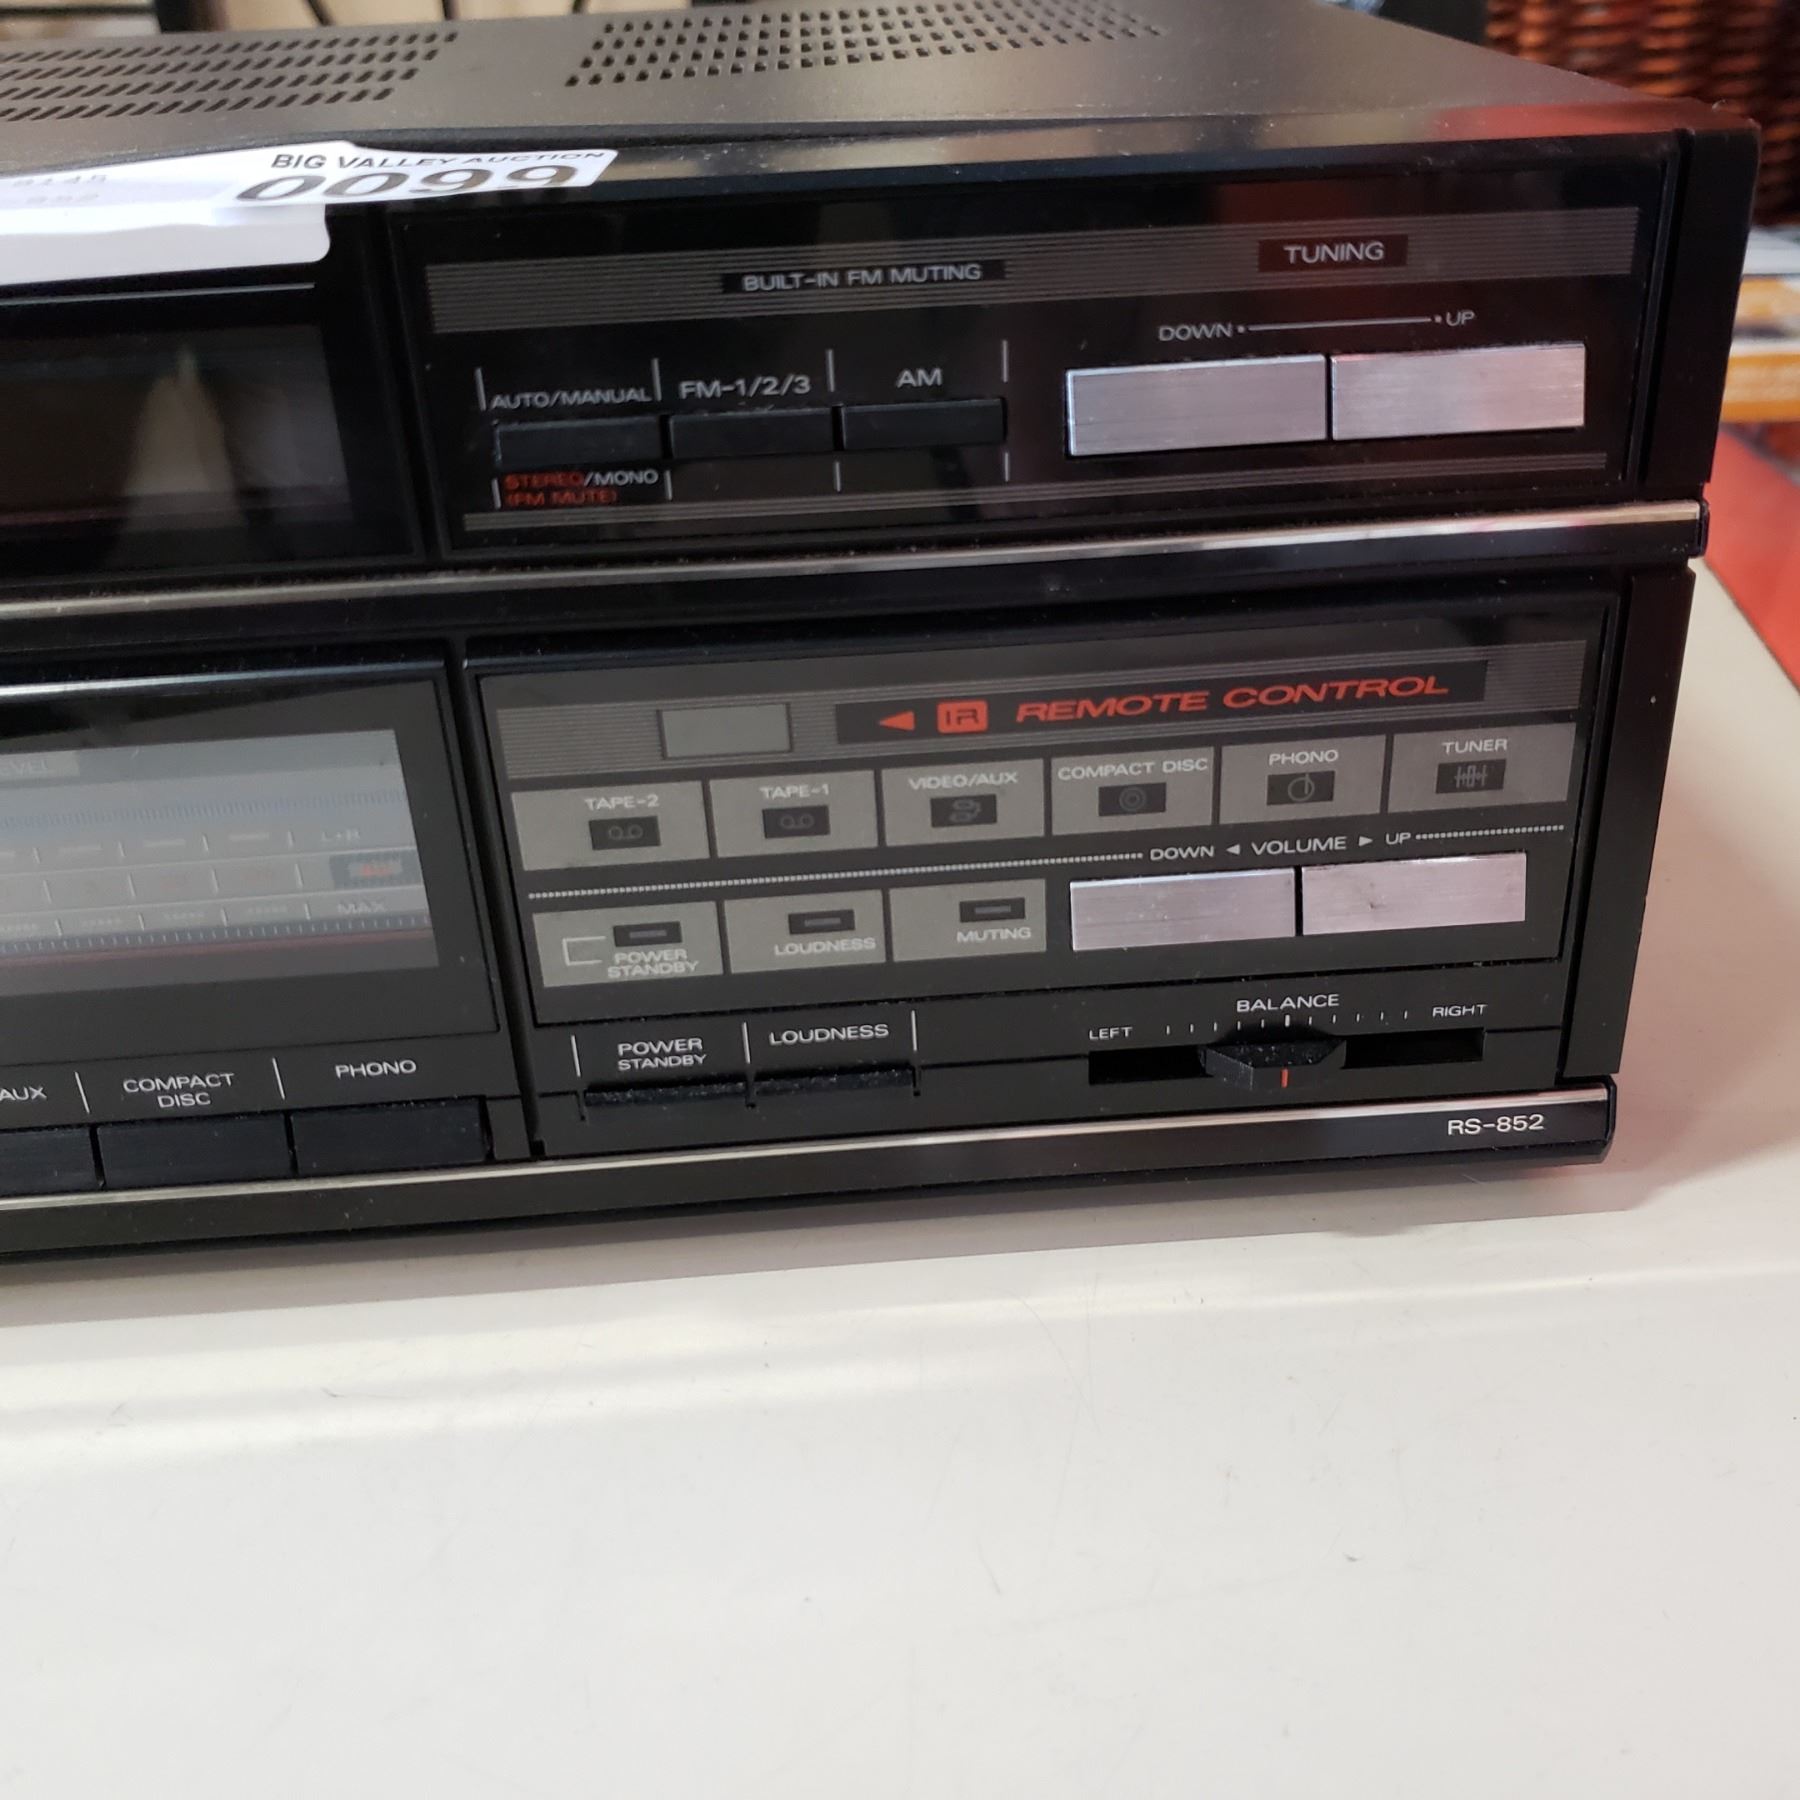 BIG VALLEY AUCTION
0099
BUILT-IN FM MUTING
TUNING
DOWN UP
AUTO/MANUAL FM-1/2/3 AM
STEREO/MONO
(FM MUTE)
IR REMOTE CONTROL
TAPE-2 TAPE-1 VIDEO/AUX COMPACT DISC PHONO TUNER
DOWN ◄ VOLUME ► UP
POWER
STANDBY
LOUDNESS
MUTING
L+R
MAX
BALANCE
LEFT RIGHT
POWER
STANDBY
LOUDNESS
AUX
COMPACT
DISC
PHONO
RS-852